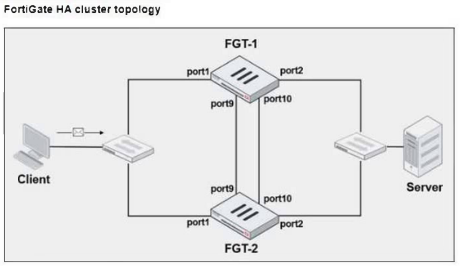 FortiGate HA cluster topology
FGT-1
port1
port2
port9
port10
Client
Server
port9
port10
port1
port2
FGT-2